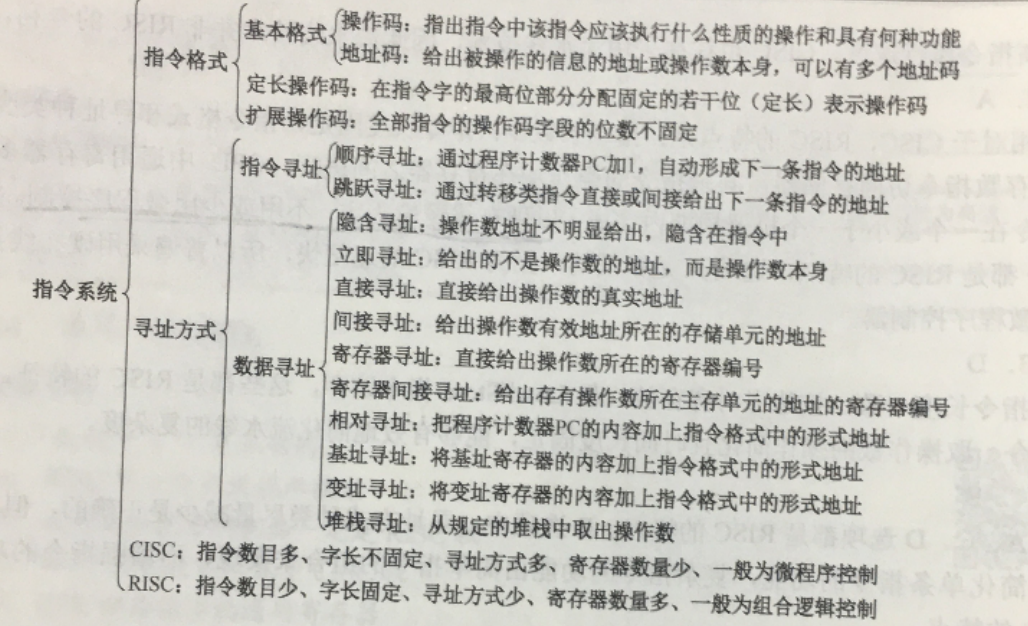 指令格式
基本格式
操作码：指出指令中该指令应该执行什么性质的操作和具有何种功能
地址码：给出被操作的信息的地址或操作数本身，可以有多个地址码
定长操作码：在指令字的最高位部分分配固定的若干位（定长）表示操作码
扩展操作码：全部指令的操作码字段的位数不固定
指令寻址
顺序寻址：通过程序计数器PC加1，自动形成下一条指令的地址
跳跃寻址：通过转移类指令直接或间接给出下一条指令的地址
指令系统
寻址方式
数据寻址
隐含寻址：操作数地址不明显给出，隐含在指令中
立即寻址：给出的不是操作数的地址，而是操作数本身
直接寻址：直接给出操作数的真实地址
间接寻址：给出操作数有效地址所在的存储单元的地址
寄存器寻址：直接给出操作数所在的寄存器编号
寄存器间接寻址：给出存有操作数所在主存单元的地址的寄存器编号
相对寻址：把程序计数器PC的内容加上指令格式中的形式地址
基址寻址：将基址寄存器的内容加上指令格式中的形式地址
变址寻址：将变址寄存器的内容加上指令格式中的形式地址
堆栈寻址：从规定的堆栈中取出操作数
CISC：指令数目多、字长不固定、寻址方式多、寄存器数量少、一般为微程序控制
RISC：指令数目少、字长固定、寻址方式少、寄存器数量多、一般为组合逻辑控制